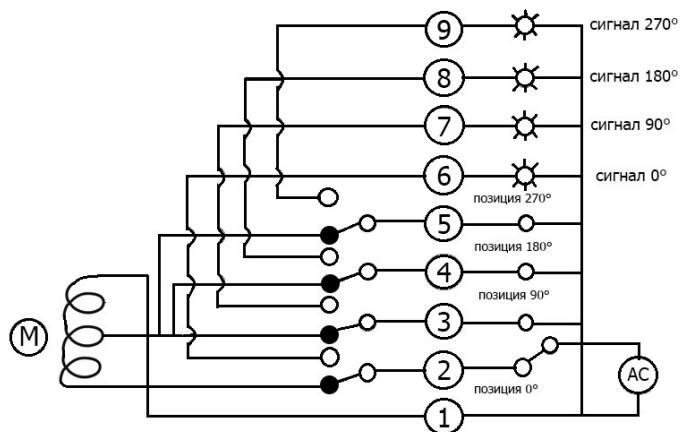 9 сигнал 270°
8 сигнал 180°
7 сигнал 90°
6 сигнал 0°
позиция 270°
5
позиция 180°
4
позиция 90°
3
M
2
AC
позиция 0°
1